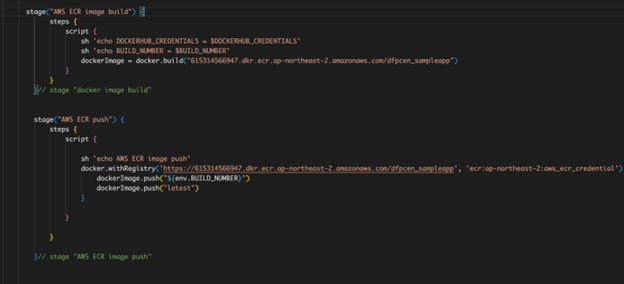 stage("AWS ECR image build") {
steps {
script {
sh 'echo DOCKERHUB_CREDENTIALS = $DOCKERHUB_CREDENTIALS'
sh 'echo BUILD_NUMBER = $BUILD_NUMBER'
dockerImage = docker.build("615314566947.dkr.ecr.ap-northeast-2.amazonaws.com/dfpcen_sampleapp")
}
}
}// stage "docker image build"
stage("AWS ECR push") {
steps {
script {
sh 'echo AWS ECR image push'
docker.withRegistry('https://615314566947.dkr.ecr.ap-northeast-2.amazonaws.com/dfpcen_sampleapp', 'ecr:ap-northeast-2:aws_ecr_credential')
dockerImage.push("${env.BUILD_NUMBER}")
dockerImage.push("latest")
}
}
}
}// stage "AWS ECR image push"